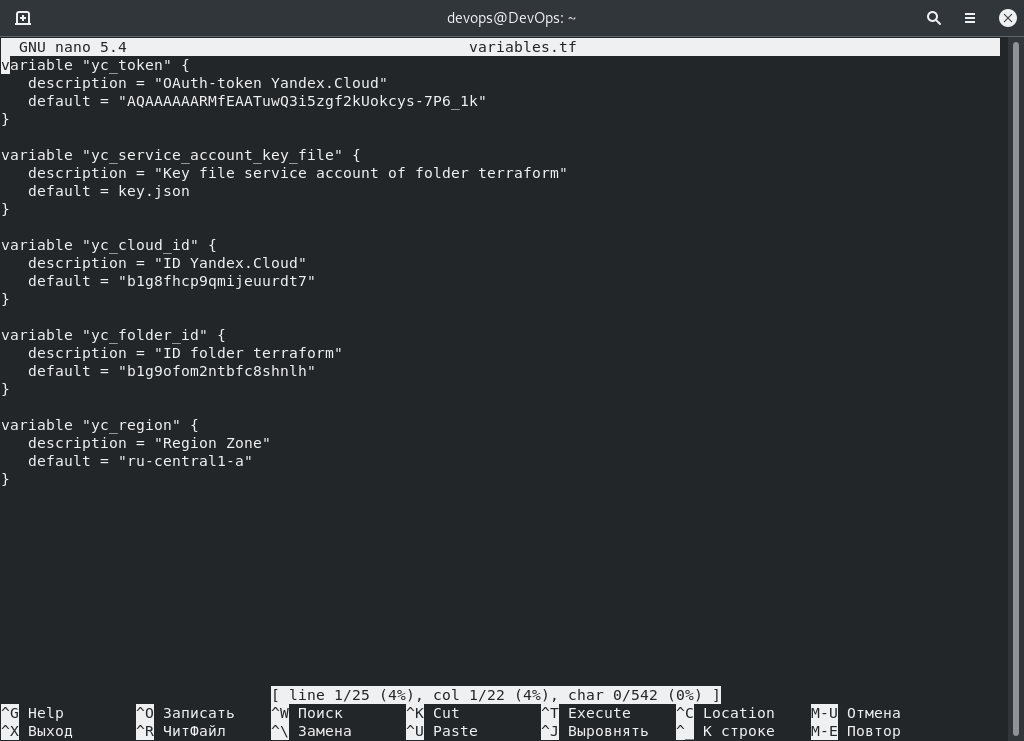 devops@DevOps: ~
GNU nano 5.4 variables.tf
variable "yc_token" {
   description = "OAuth-token Yandex.Cloud"
   default = "AQAAAAAARMfEAATuwQ3i5zgf2kUokcys-7P6_1k"
}

variable "yc_service_account_key_file" {
   description = "Key file service account of folder terraform"
   default = key.json
}

variable "yc_cloud_id" {
   description = "ID Yandex.Cloud"
   default = "b1g8fhcp9qmijeuurdt7"
}

variable "yc_folder_id" {
   description = "ID folder terraform"
   default = "b1g9ofom2ntbfc8shnlh"
}

variable "yc_region" {
   description = "Region Zone"
   default = "ru-central1-a"
}

[ line 1/25 (4%), col 1/22 (4%), char 0/542 (0%) ]
^G Help ^O Записать ^W Поиск ^K Cut ^T Execute ^C Location M-U Отмена
^X Выход ^R ЧитФайл ^\ Замена ^U Paste ^J Выровнять ^_ К строке M-E Повтор